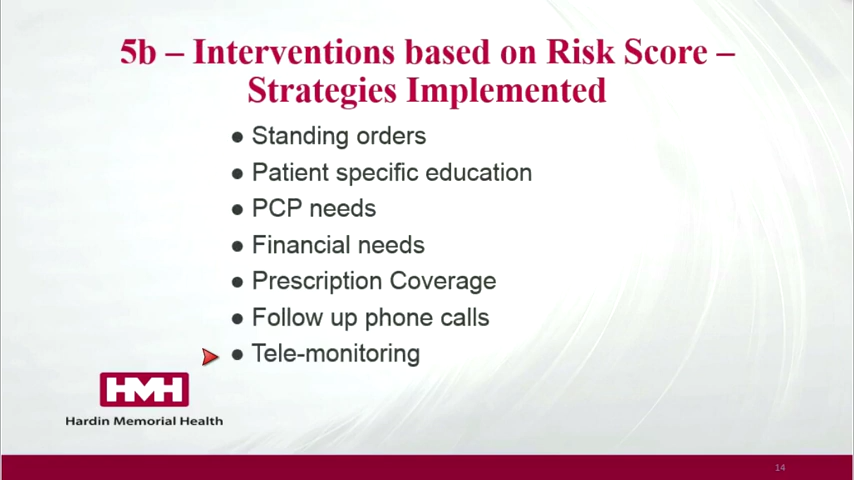 5b – Interventions based on Risk Score –
Strategies Implemented
● Standing orders
● Patient specific education
● PCP needs
● Financial needs
● Prescription Coverage
● Follow up phone calls
● Tele-monitoring
HMH
Hardin Memorial Health
14